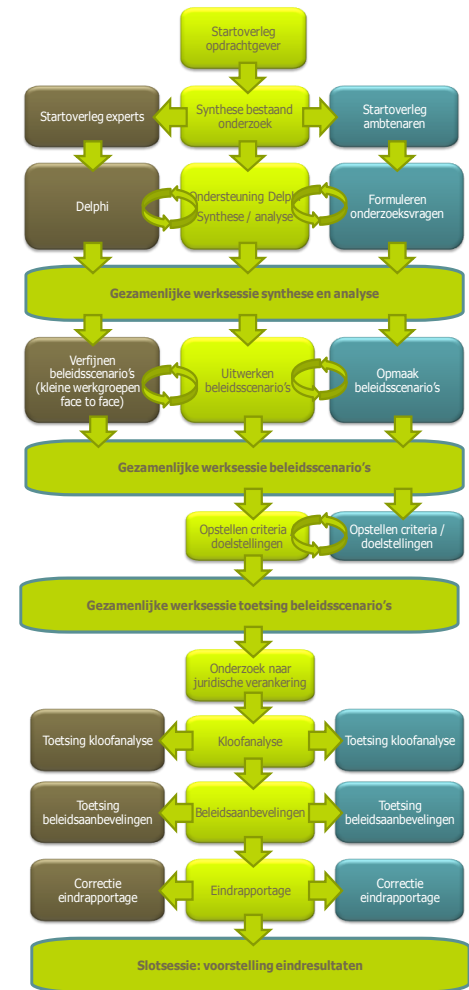 Startoverleg
opdrachtgever
Startoverleg experts
Synthese bestaand
onderzoek
Startoverleg
ambtenaren
Delphi
Ondersteuning Delphi
Synthese / analyse
Formuleren
onderzoeksvragen
Gezamenlijke werksessie synthese en analyse
Verfijnen
beleidsscenario's
(kleine werkgroepen
face to face)
Uitwerken
beleidsscenario's
Opmaak
beleidsscenario's
Gezamenlijke werksessie beleidsscenario's
Opstellen criteria
doelstellingen
Opstellen criteria /
doelstellingen
Gezamenlijke werksessie toetsing beleidsscenario's
Onderzoek naar
juridische verankering
Toetsing kloofanalyse
Kloofanalyse
Toetsing kloofanalyse
Toetsing
beleidsaanbevelingen
Beleidsaanbevelingen
Toetsing
beleidsaanbevelingen
Correctie
eindrapportage
Eindrapportage
Correctie
eindrapportage
Slotsessie: voorstelling eindresultaten